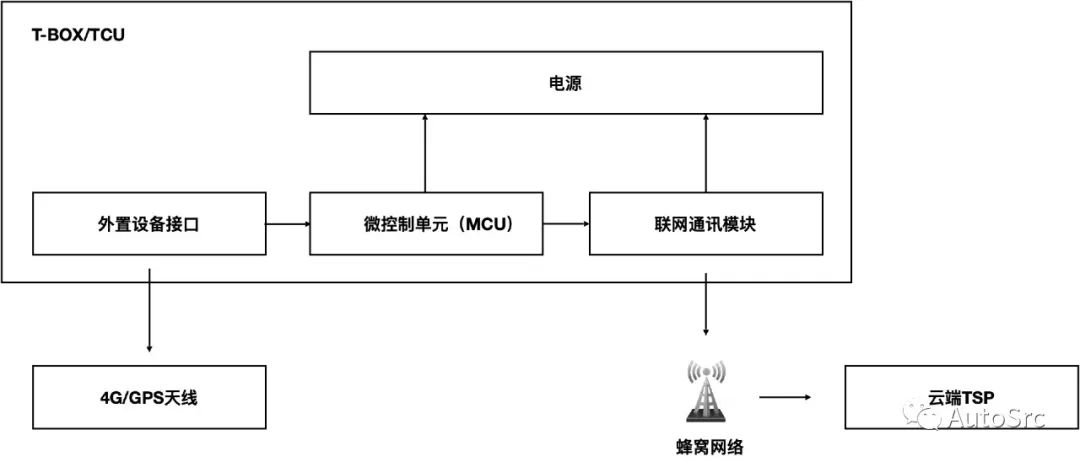 T-BOX/TCU
电源
外置设备接口
微控制单元（MCU）
联网通讯模块
4G/GPS天线
云端TSP
AutoSrc
蜂窝网络